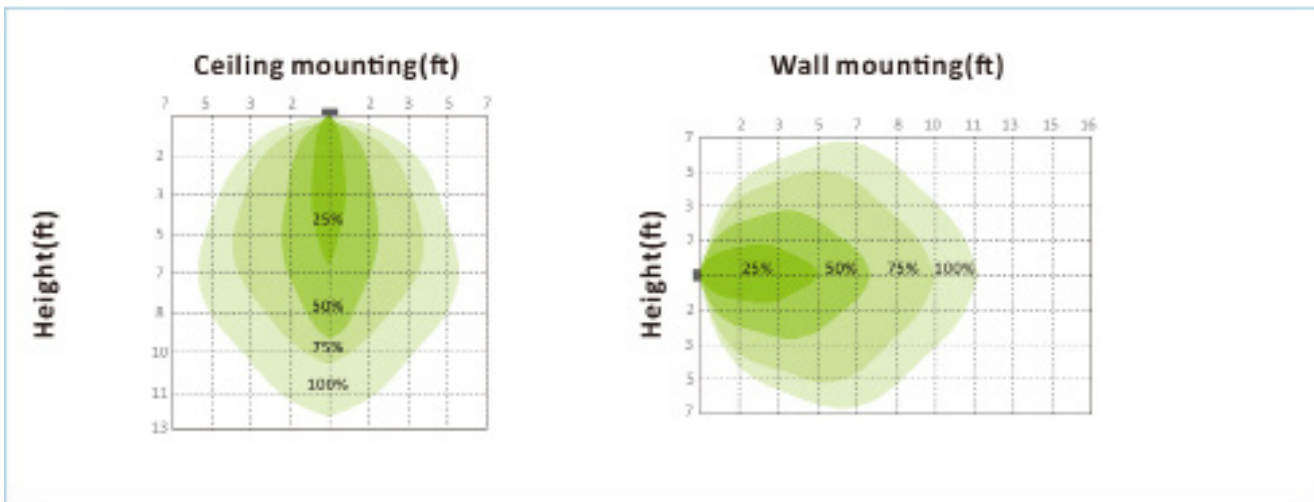 Ceiling mounting(ft)
Wall mounting(ft)
7 5 3 2 2 3 5 7
2
3
5
7
8
10
11
13
Height(ft)
25%
50%
75%
100%
2 3 5 7 8 10 11 13 15 16
7
5
3
2
2
3
5
7
Height(ft)
25% 50% 75% 100%